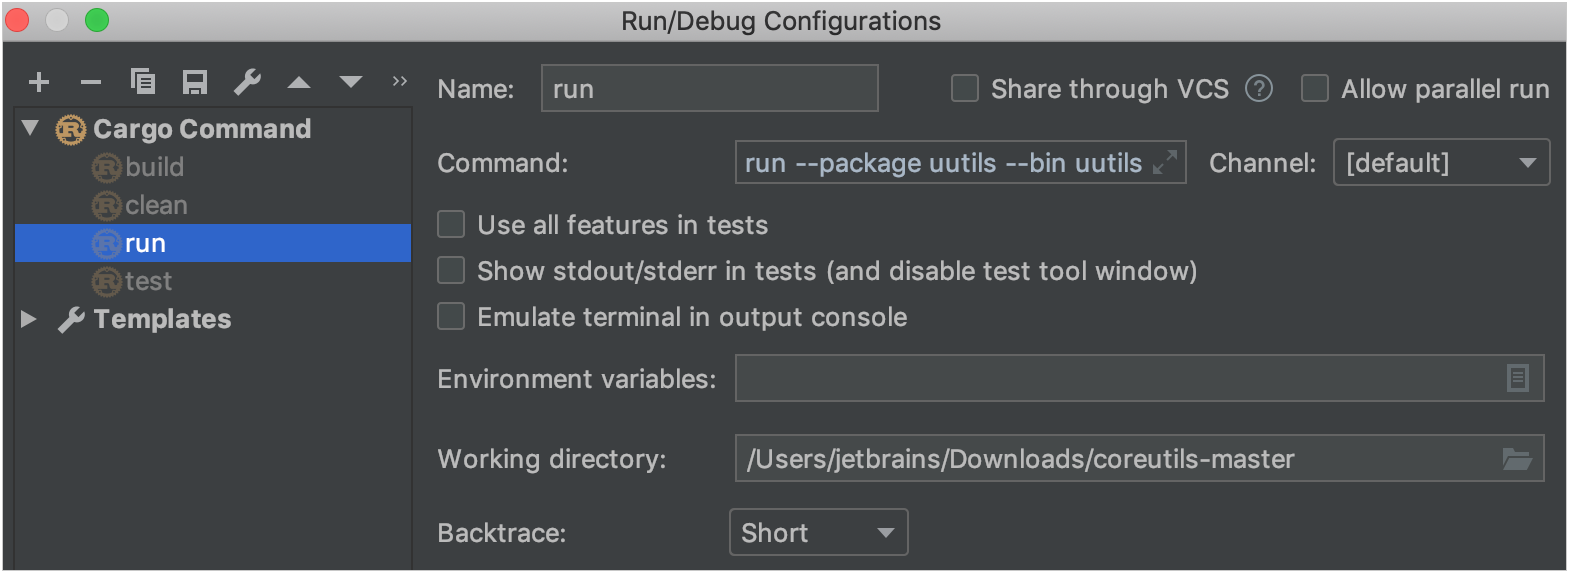 Run/Debug Configurations
Name: run Share through VCS ? Allow parallel run
Cargo Command
build
clean
run
test
Templates
Command: run --package uutils --bin uutils Channel: [default]
Use all features in tests
Show stdout/stderr in tests (and disable test tool window)
Emulate terminal in output console
Environment variables:
Working directory: /Users/jetbrains/Downloads/coreutils-master
Backtrace: Short